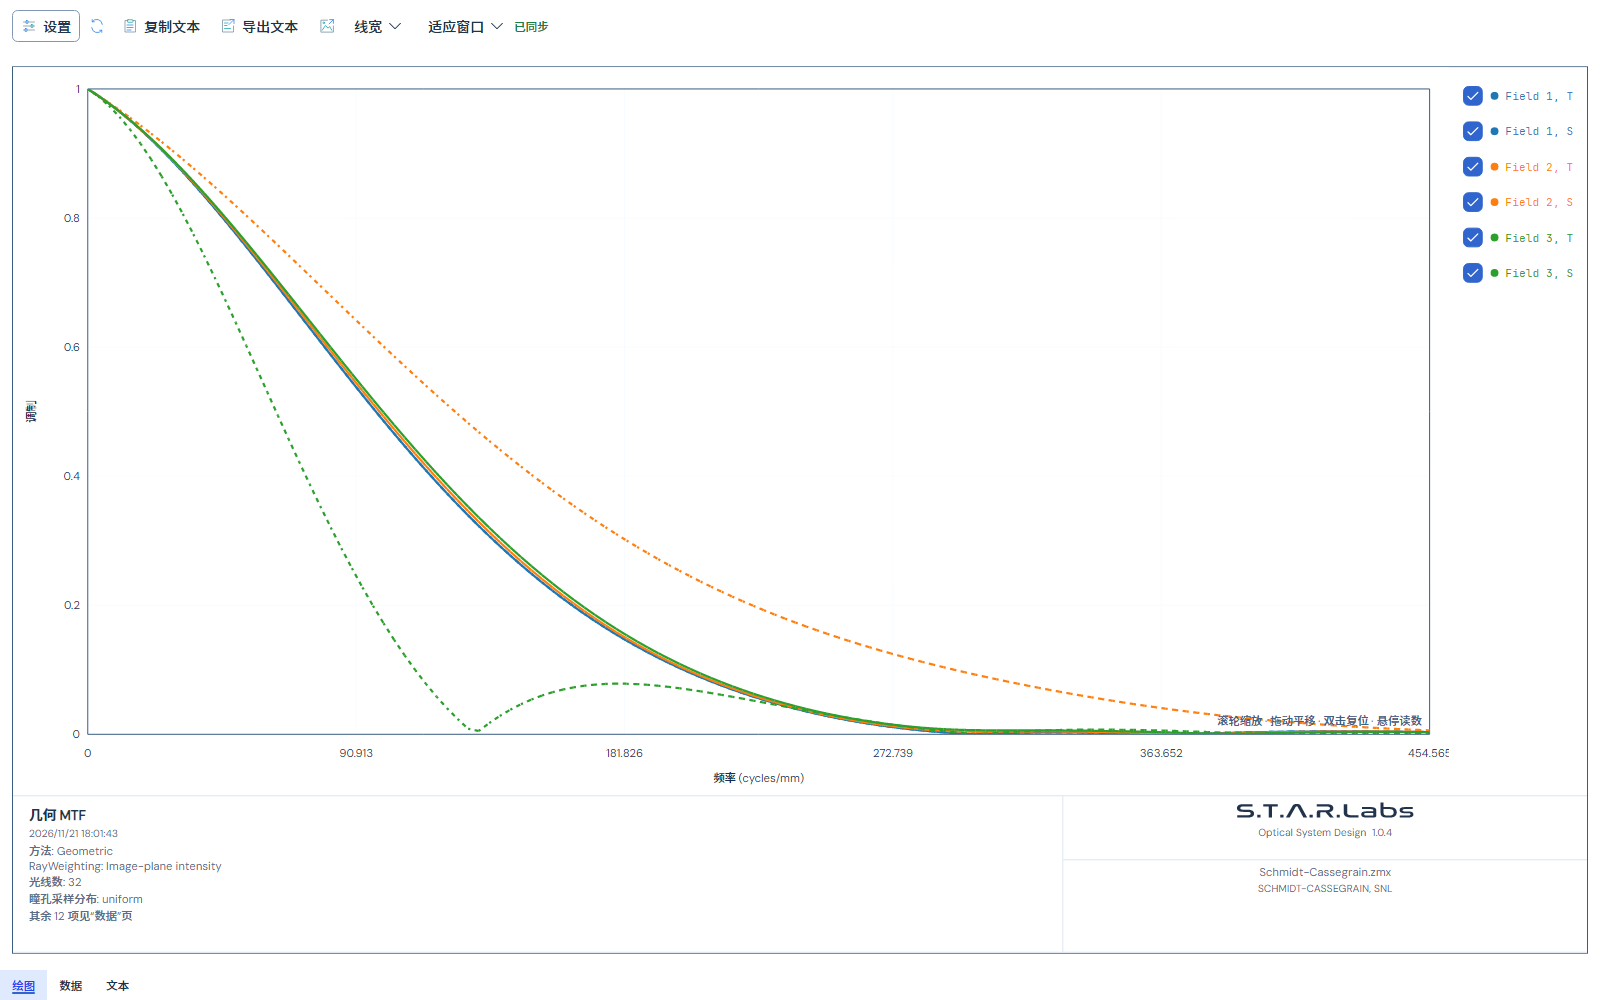 设置 复制文本 导出文本 线宽 适应窗口 已同步
1
0.8
0.6
0.4
0.2
0
调制
0 90.913 181.826 272.739 363.652 454.565
频率 (cycles/mm)
滚轮缩放 · 拖动平移 · 双击复位 · 悬停读数
Field 1, T
Field 1, S
Field 2, T
Field 2, S
Field 3, T
Field 3, S
几何 MTF
2026/11/21 18:01:43
方法: Geometric
RayWeighting: Image-plane intensity
光线数: 32
瞳孔采样分布: uniform
其余 12 项见“数据”页
S.T.A.R.Labs
Optical System Design 1.0.4
Schmidt-Cassegrain.zmx
SCHMIDT-CASSEGRAIN, SNL
绘图 数据 文本